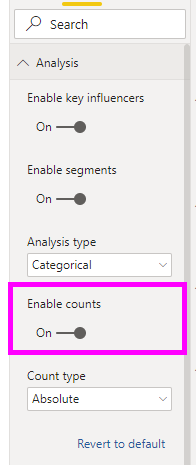 Search
Analysis
Enable key influencers
On
Enable segments
On
Analysis type
Categorical
Enable counts
On
Count type
Absolute
Revert to default